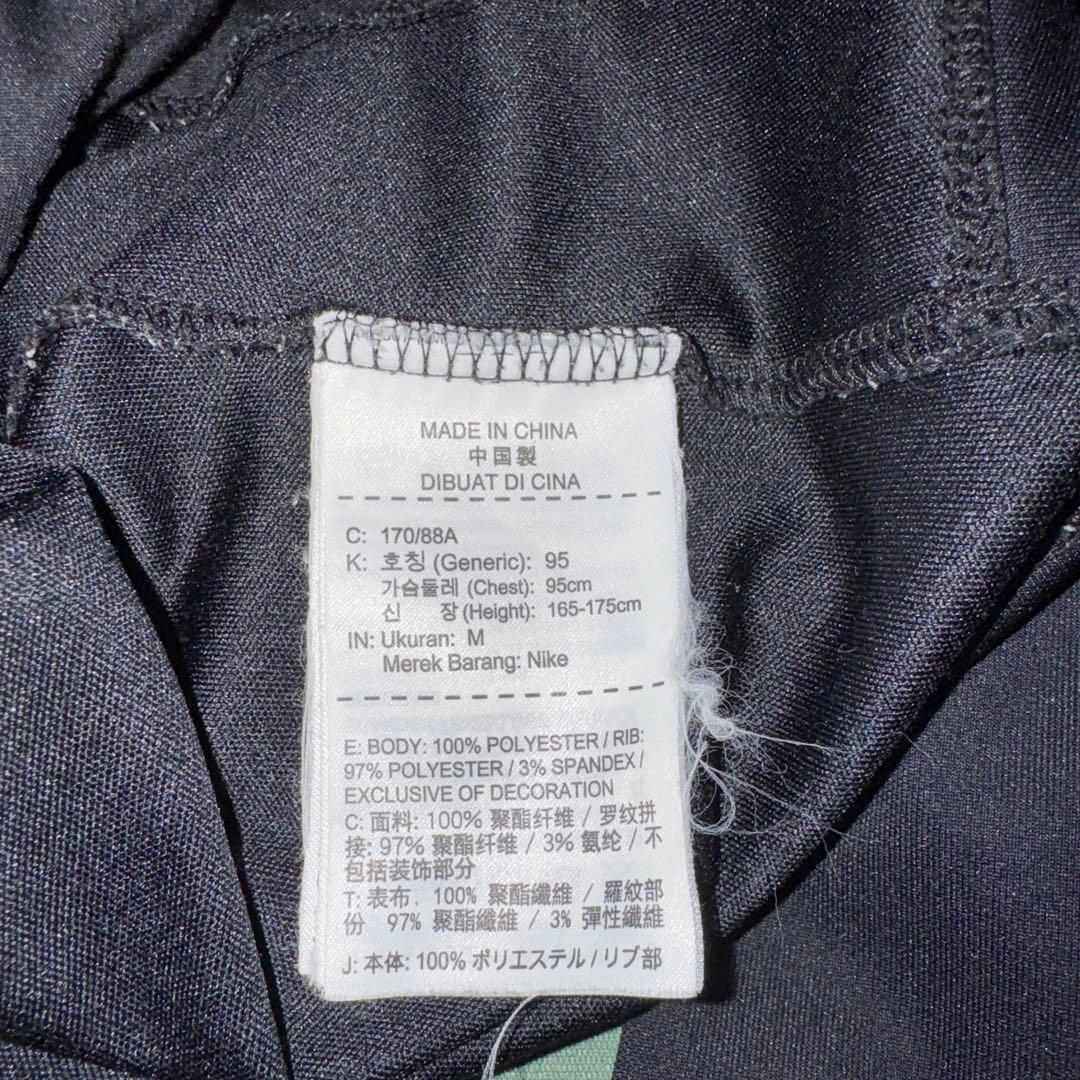 MADE IN CHINA
中国製
DIBUAT DI CINA
C: 170/88A
K: 호칭 (Generic): 95
가슴둘레 (Chest): 95cm
신 장 (Height): 165-175cm
IN: Ukuran: M
Merek Barang: Nike
E: BODY: 100% POLYESTER / RIB:
97% POLYESTER / 3% SPANDEX /
EXCLUSIVE OF DECORATION
C: 面料: 100% 聚酯纤维 / 罗纹拼
接: 97% 聚酯纤维 / 3% 氨纶 / 不
包括装饰部分
T: 表布. 100% 聚酯纖維 / 羅紋部
份 97% 聚酯纖維 / 3% 彈性纖維
J: 本体: 100% ポリエステル / リブ部